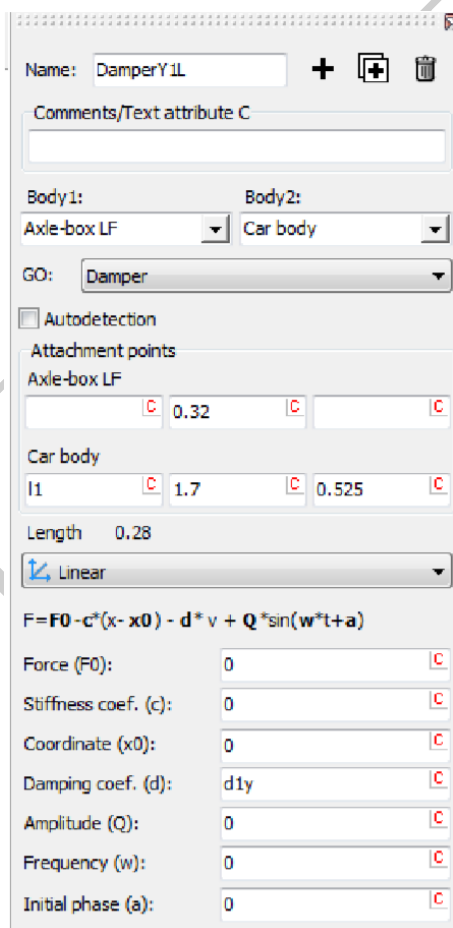 Name: DamperY1L
Comments/Text attribute C
Body1: Body2:
Axle-box LF Car body
GO: Damper
Autodetection
Attachment points
Axle-box LF
C 0.32 C C
Car body
l1 C 1.7 C 0.525 C
Length 0.28
Linear
F=F0-c*(x-x0) - d* v + Q*sin(w*t+a)
Force (F0): 0 C
Stiffness coef. (c): 0 C
Coordinate (x0): 0 C
Damping coef. (d): d1y C
Amplitude (Q): 0 C
Frequency (w): 0 C
Initial phase (a): 0 C